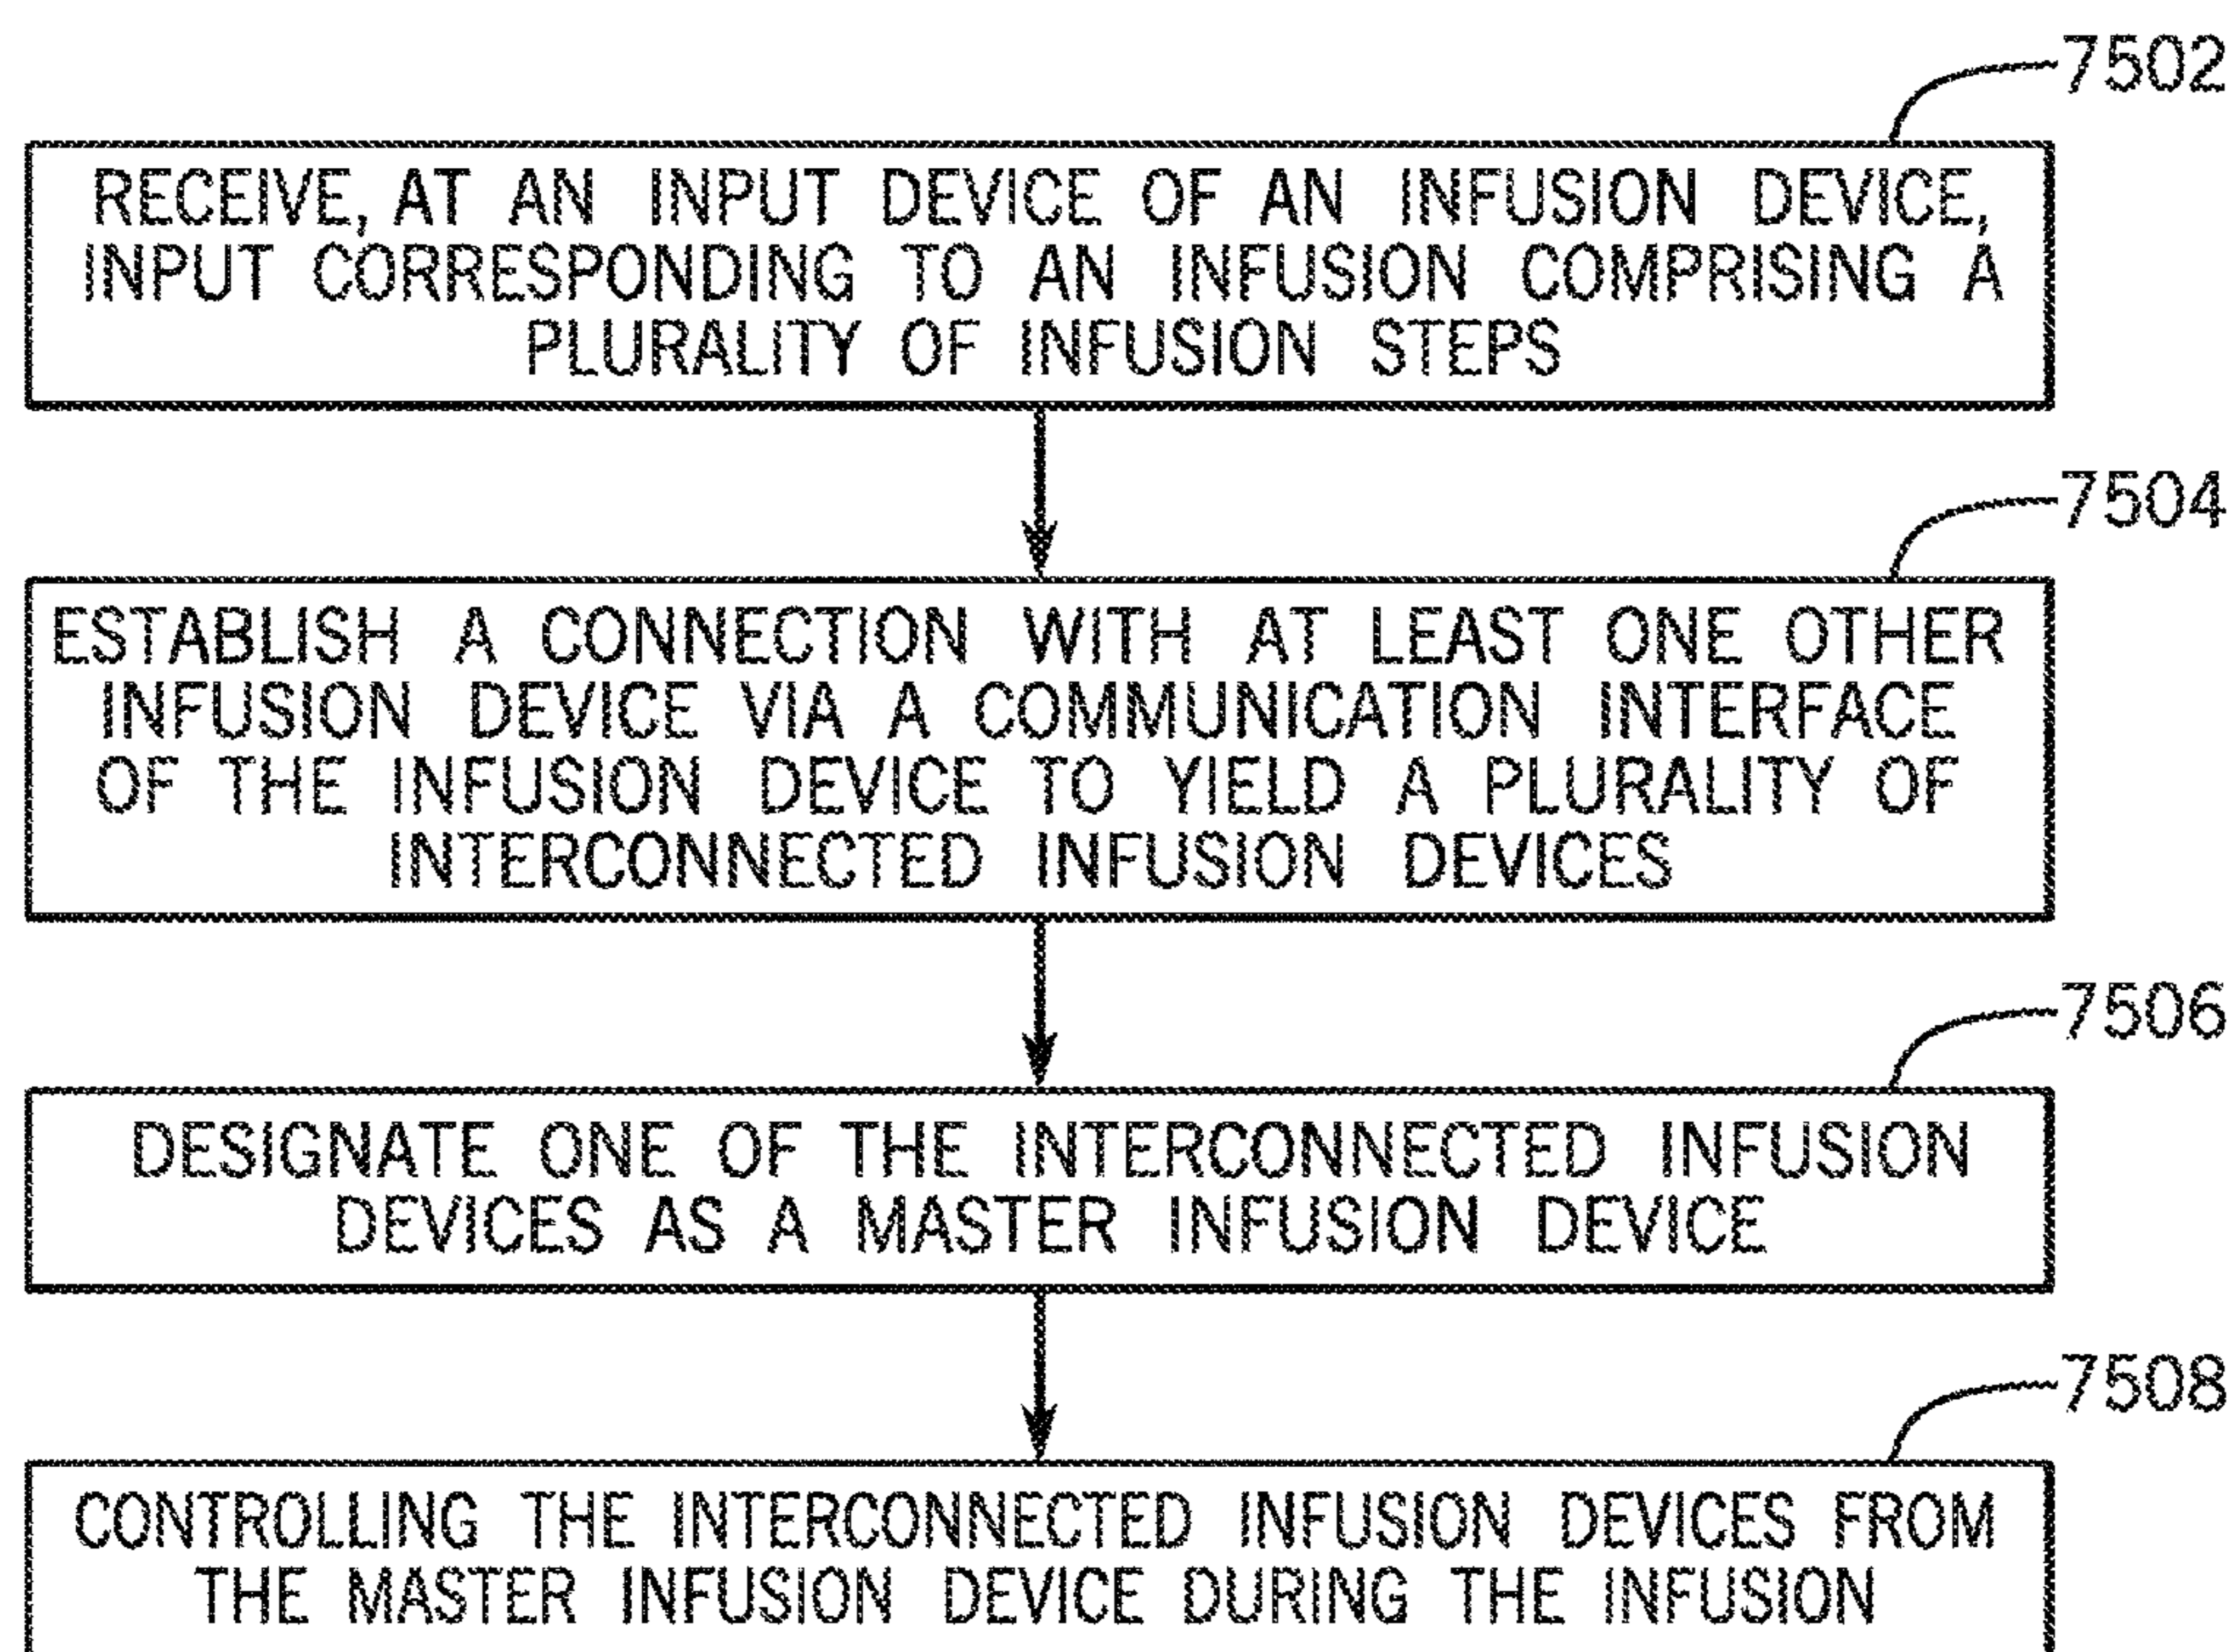 7502
RECEIVE, AT AN INPUT DEVICE OF AN INFUSION DEVICE,
INPUT CORRESPONDING TO AN INFUSION COMPRISING A
PLURALITY OF INFUSION STEPS
7504
ESTABLISH A CONNECTION WITH AT LEAST ONE OTHER
INFUSION DEVICE VIA A COMMUNICATION INTERFACE
OF THE INFUSION DEVICE TO YIELD A PLURALITY OF
INTERCONNECTED INFUSION DEVICES
7506
DESIGNATE ONE OF THE INTERCONNECTED INFUSION
DEVICES AS A MASTER INFUSION DEVICE
7508
CONTROLLING THE INTERCONNECTED INFUSION DEVICES FROM
THE MASTER INFUSION DEVICE DURING THE INFUSION